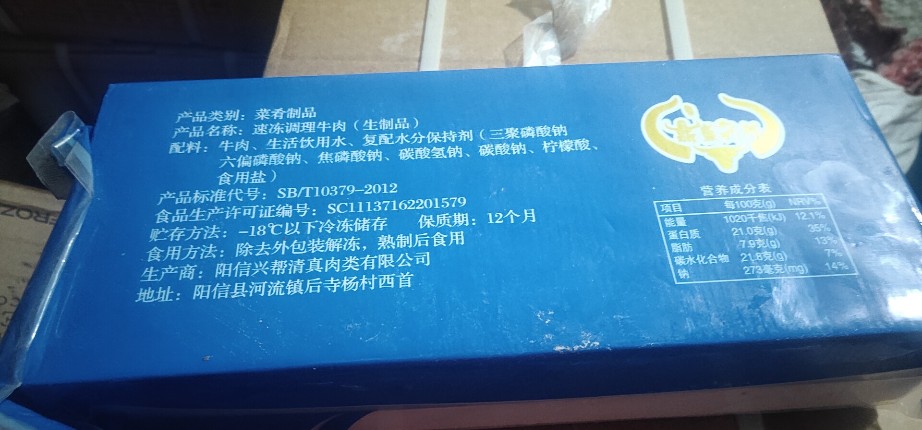 产品类别：菜肴制品
产品名称：速冻调理牛肉（生制品）
配料：牛肉、生活饮用水、复配水分保持剂（三聚磷酸钠
六偏磷酸钠、焦磷酸钠、碳酸氢钠、碳酸钠、柠檬酸、
食用盐）
产品标准代号：SB/T10379-2012
食品生产许可证编号：SC11137162201579
贮存方法：-18℃以下冷冻储存 保质期：12个月
食用方法：除去外包装解冻，熟制后食用
生产商：阳信兴帮清真肉类有限公司
地址：阳信县河流镇后寺杨村西首
营养成分表
项目 每100克(g) NRV%
能量 1020千焦(kJ) 12.1%
蛋白质 21.0克(g) 35%
脂肪 7.9克(g) 13%
碳水化合物 21.8克(g) 7%
钠 273毫克(mg) 14%